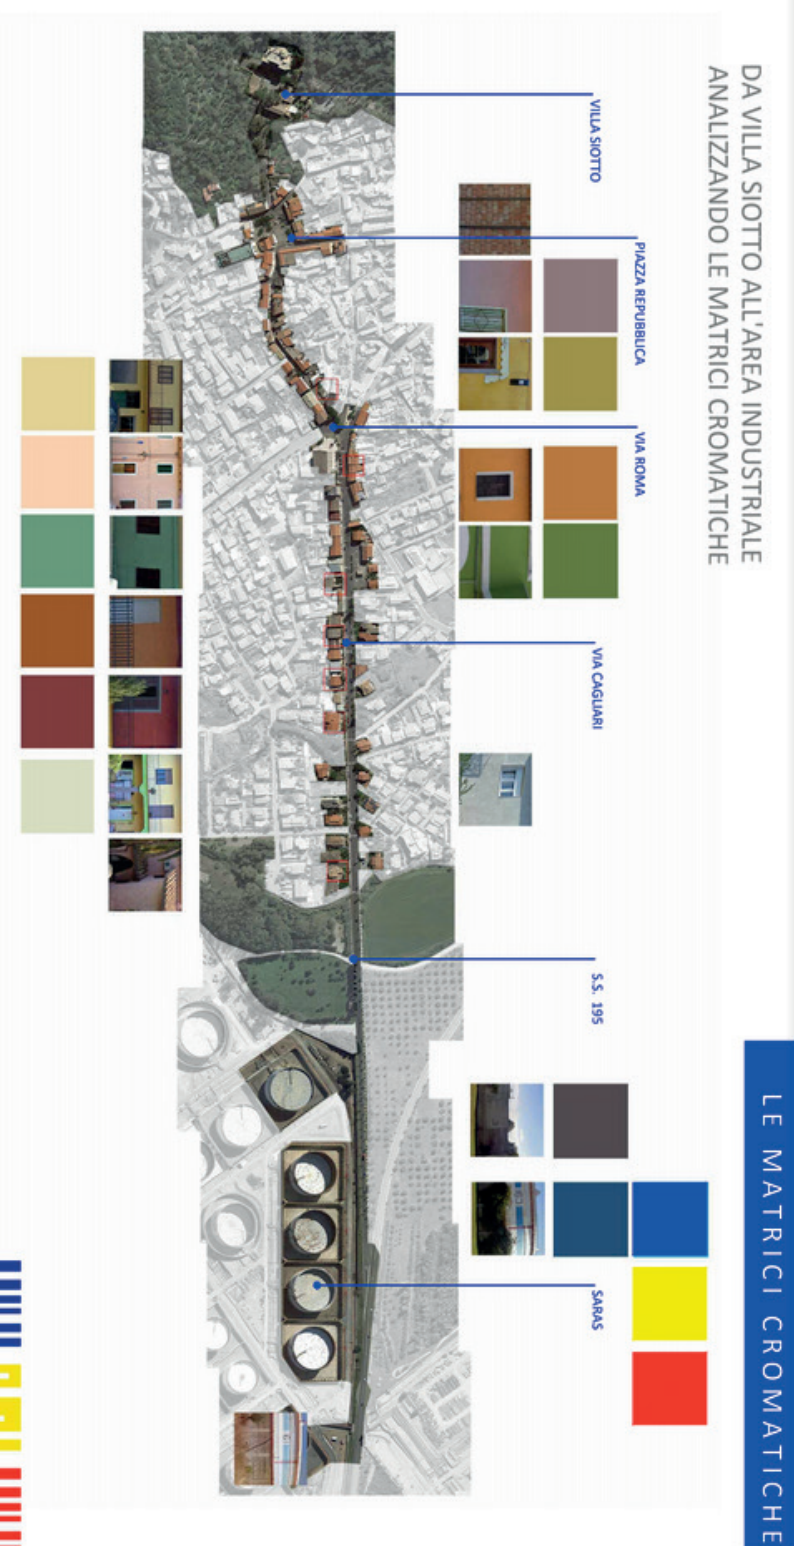 LE MATRICI CROMATICHE
DA VILLA SIOTTO ALL'AREA INDUSTRIALE
ANALIZZANDO LE MATRICI CROMATICHE
VILLA SIOTTO
PIAZZA REPUBBLICA
VIA ROMA
VIA CAGLIARI
S.S. 195
SARAS